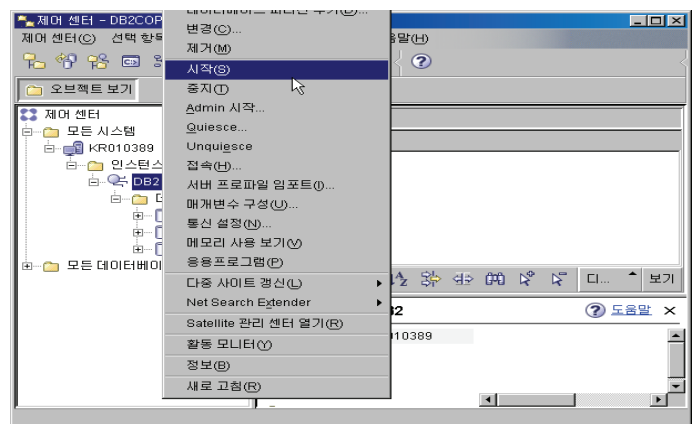 제어 센터 - DB2COP
제어 센터(C) 선택 항목
움말(H)
오브젝트 보기
제어 센터
모든 시스템
KR010389
인스턴스
DB2
모든 데이터베이
변경(C)...
제거(M)
시작(S)
중지(T)
Admin 시작...
Quiesce...
Unquiesce
접속(H)...
서버 프로파일 임포트(I)...
매개변수 구성(U)...
통신 설정(N)...
메모리 사용 보기(V)
응용프로그램(P)
다중 사이트 갱신(L)
Net Search Extender
Satellite 관리 센터 열기(R)
활동 모니터(Y)
정보(B)
새로 고침(R)
디... 보기
도움말
010389